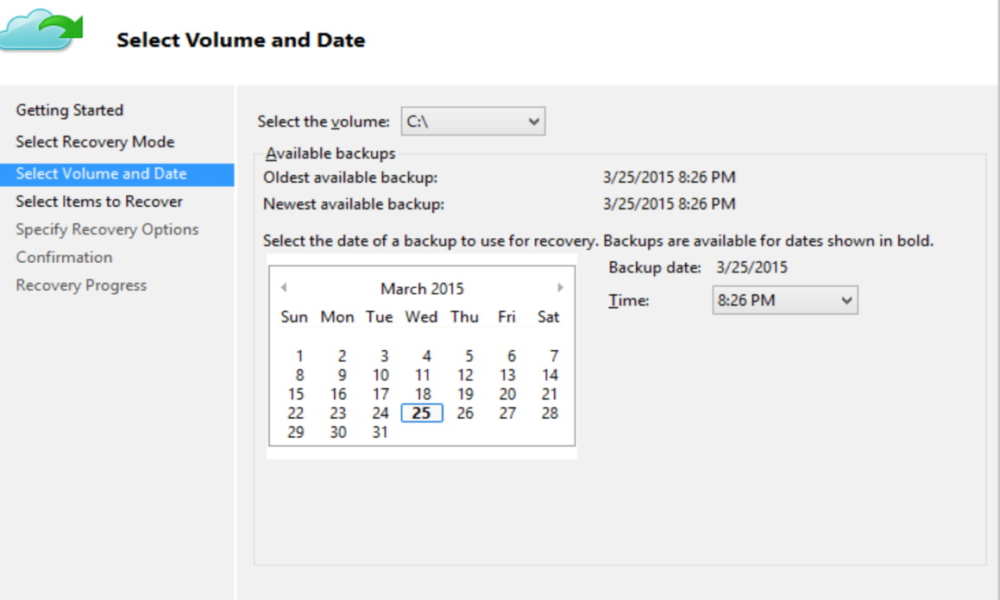 Select Volume and Date
Getting Started
Select Recovery Mode
Select Volume and Date
Select Items to Recover
Specify Recovery Options
Confirmation
Recovery Progress
Select the volume: C:\
Available backups
Oldest available backup: 3/25/2015 8:26 PM
Newest available backup: 3/25/2015 8:26 PM
Select the date of a backup to use for recovery. Backups are available for dates shown in bold.
March 2015
Sun Mon Tue Wed Thu Fri Sat
1 2 3 4 5 6 7
8 9 10 11 12 13 14
15 16 17 18 19 20 21
22 23 24 25 26 27 28
29 30 31
Backup date: 3/25/2015
Time: 8:26 PM